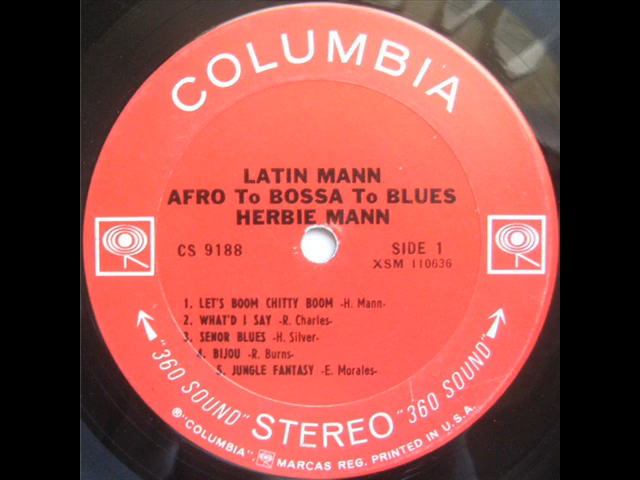 COLUMBIA
LATIN MANN
AFRO To BOSSA To BLUES
HERBIE MANN
CS 9188
SIDE 1
XSM 110636
1. LET'S BOOM CHITTY BOOM -H. Mann-
2. WHAT'D I SAY -R. Charles-
3. SENOR BLUES -H. Silver-
4. BIJOU -R. Burns-
5. JUNGLE FANTASY -E. Morales-
"360 SOUND" STEREO "360 SOUND"
®"COLUMBIA", MARCAS REG. PRINTED IN U.S.A.